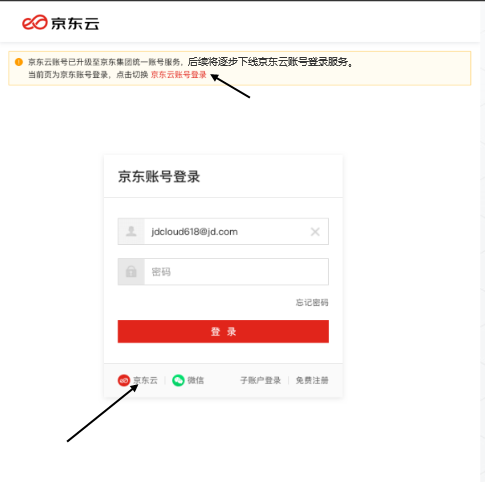 京东云
京东云账号已升级至京东集团统一账号服务，后续将逐步下线京东云账号登录服务。
当前页为京东账号登录，点击切换 京东云账号登录
京东账号登录
jdcloud618@jd.com
密码
忘记密码
登 录
京东云 微信 子账户登录 免费注册